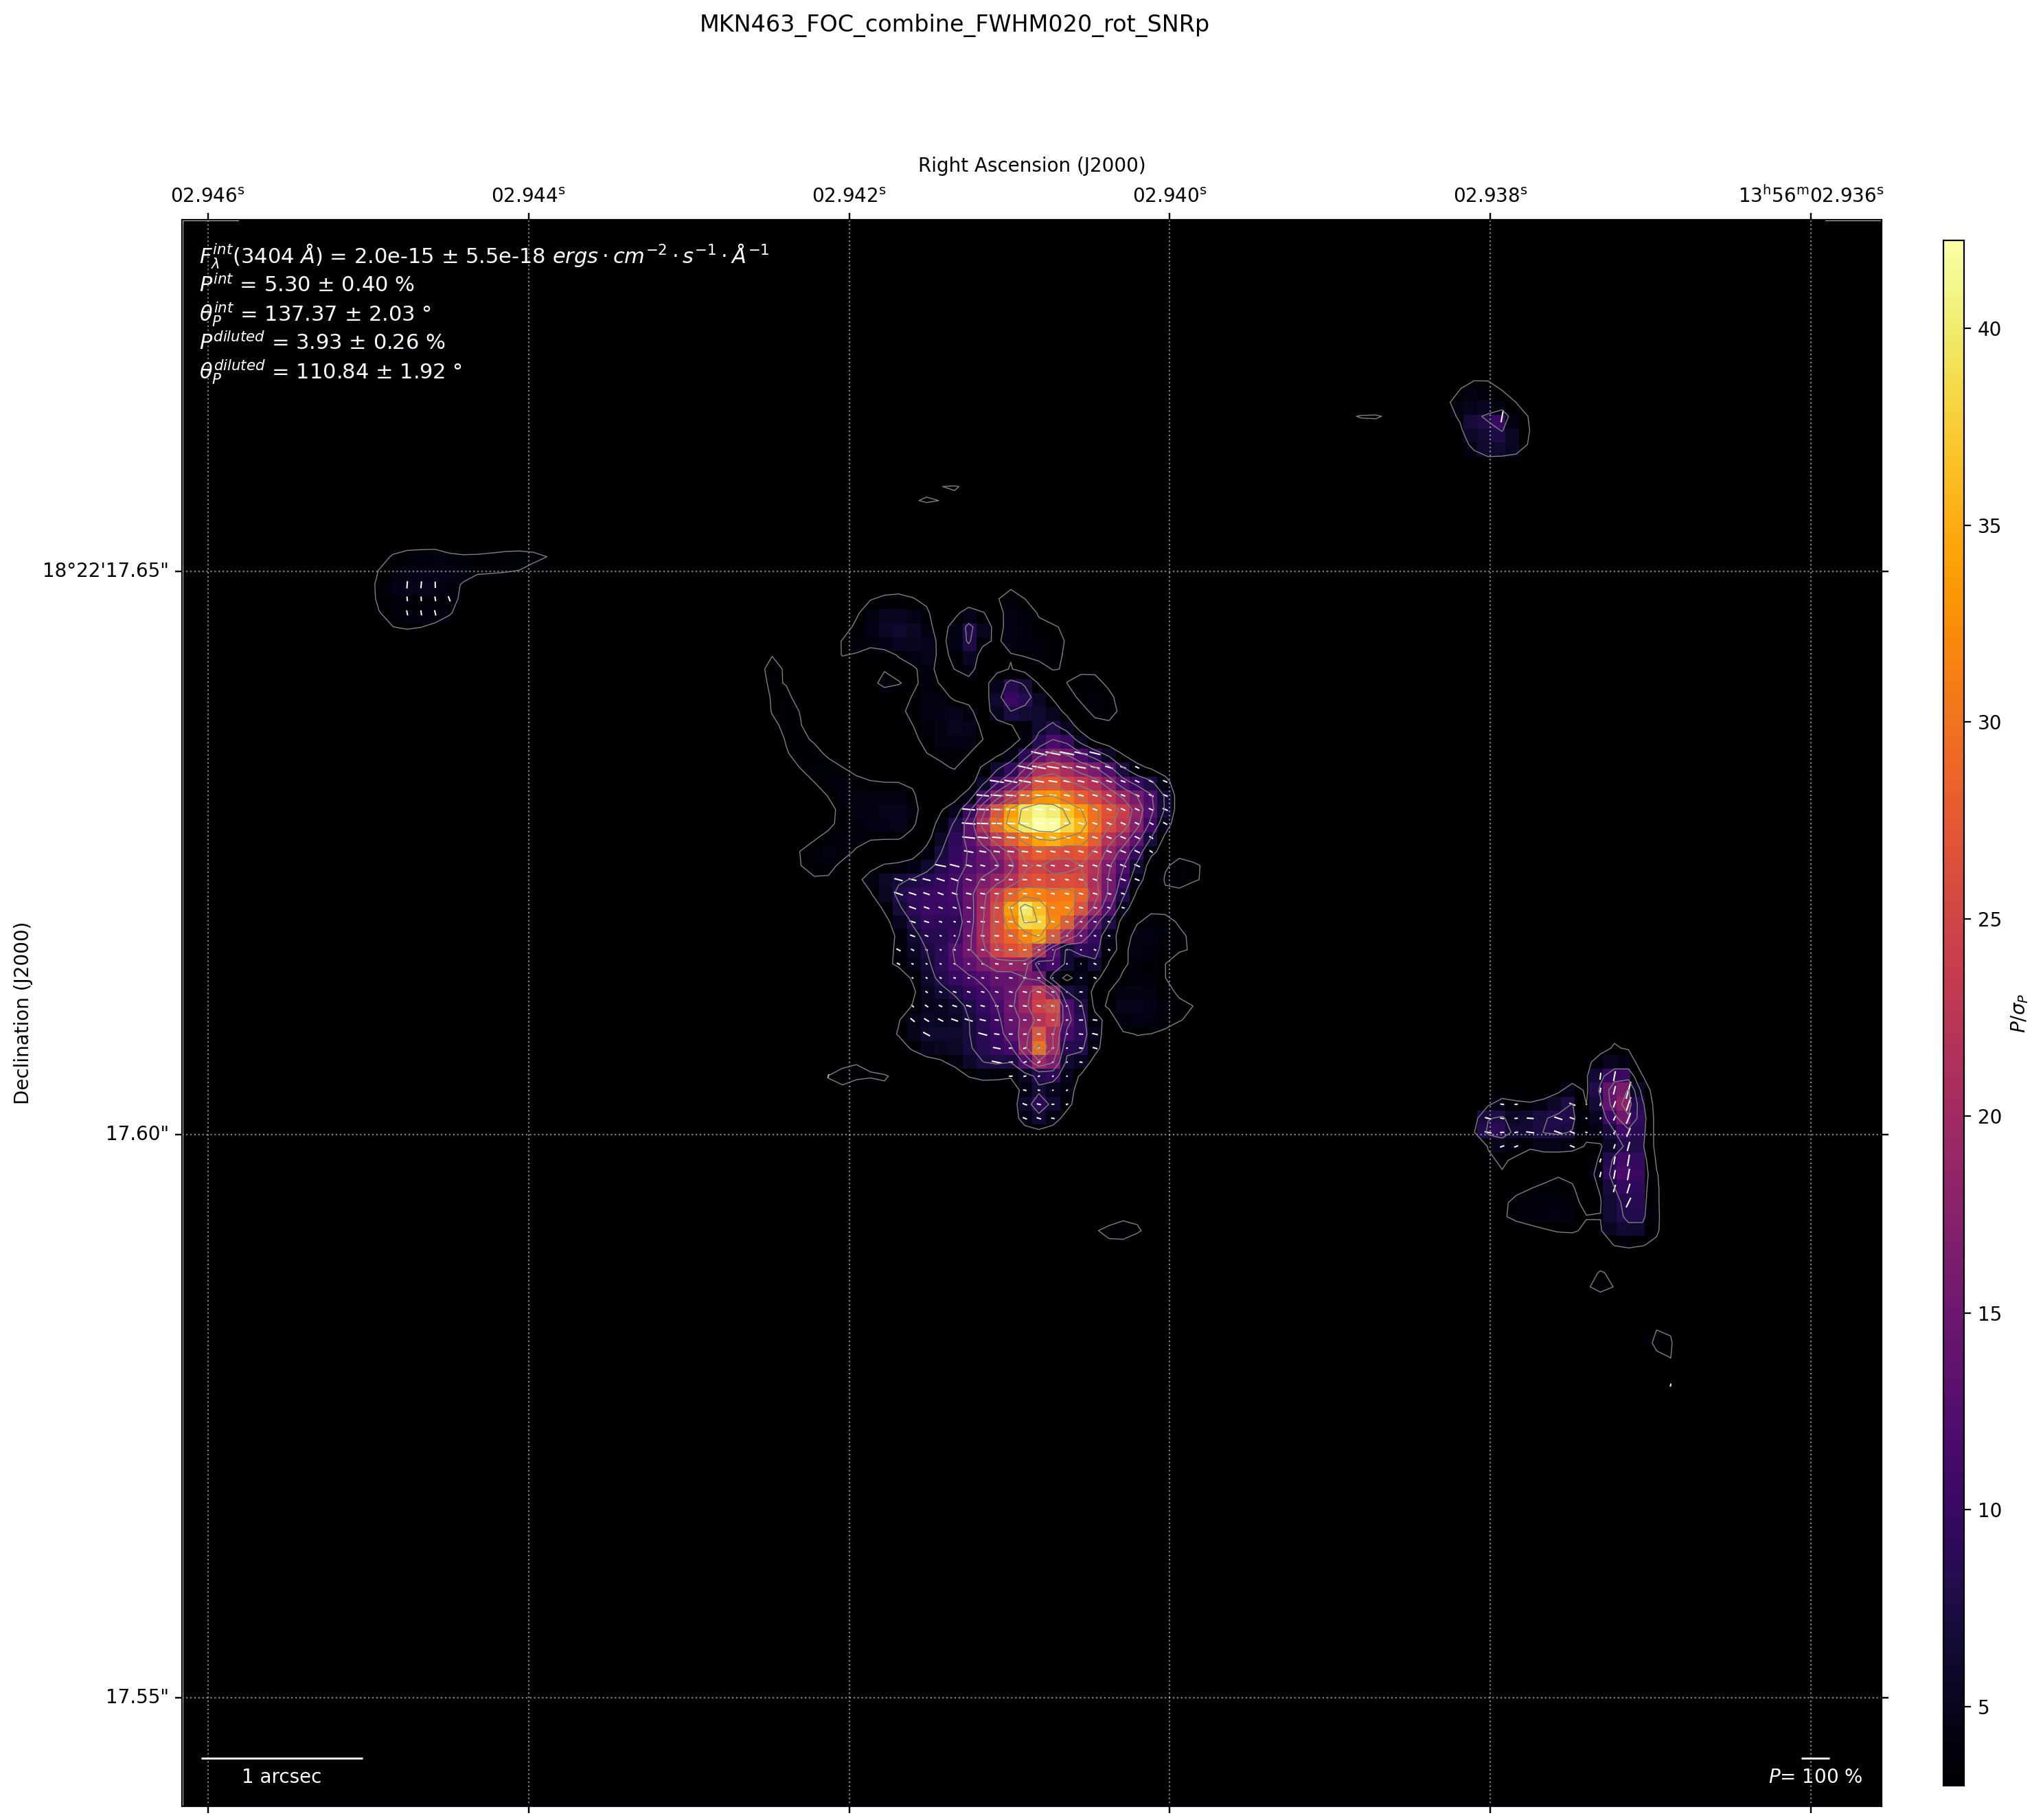 MKN463_FOC_combine_FWHM020_rot_SNRp
Right Ascension (J2000)
02.946s 02.944s 02.942s 02.940s 02.938s 13h56m02.936s
F_λ^int(3404 Å) = 2.0e-15 ± 5.5e-18 ergs · cm−2 · s−1 · Å−1
P^int = 5.30 ± 0.40 %
θ_P^int = 137.37 ± 2.03 °
P^diluted = 3.93 ± 0.26 %
θ_P^diluted = 110.84 ± 1.92 °
18°22'17.65"
17.60"
17.55"
Declination (J2000)
1 arcsec
P= 100 %
40
35
30
25
20
15
10
5
P/σ_P